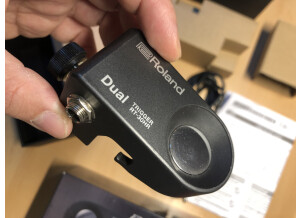 Roland
Dual
TRIGGER
RT-30HR